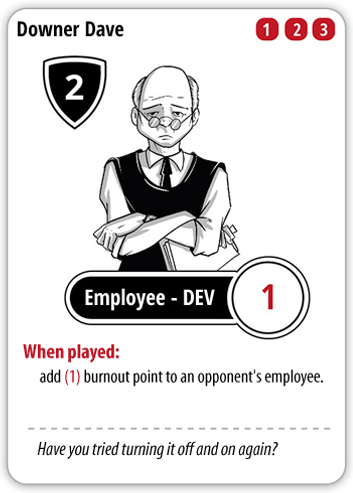 Downer Dave
1 2 3
2
Employee - DEV
1
When played:
add (1) burnout point to an opponent's employee.
Have you tried turning it off and on again?